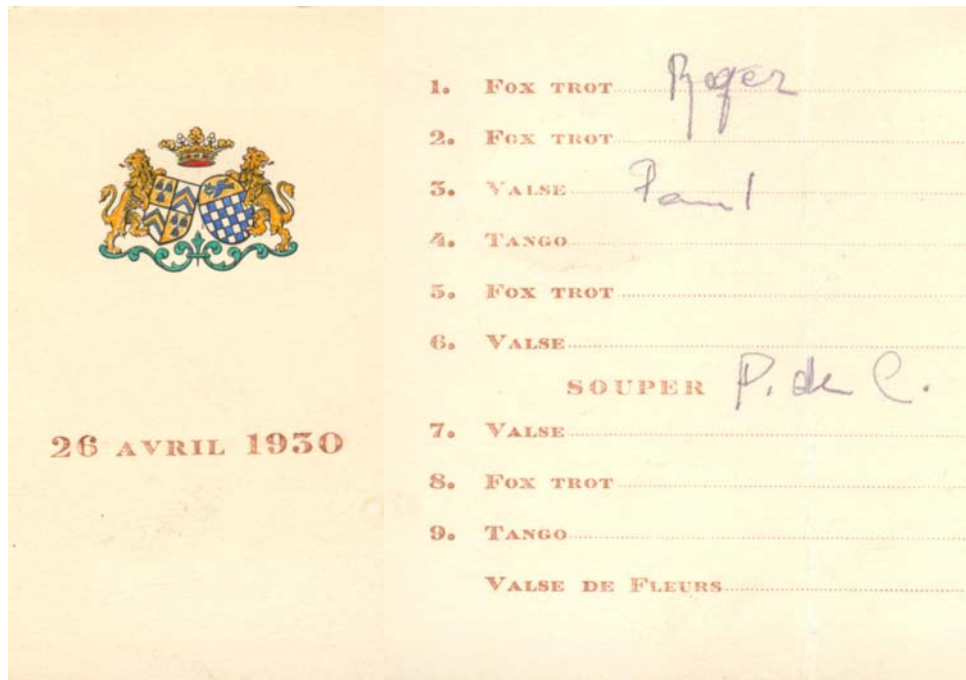 26 AVRIL 1930
1. FOX TROT Roger
2. FOX TROT
3. VALSE Paul
4. TANGO
5. FOX TROT
6. VALSE
SOUPER P. de C.
7. VALSE
8. FOX TROT
9. TANGO
VALSE DE FLEURS